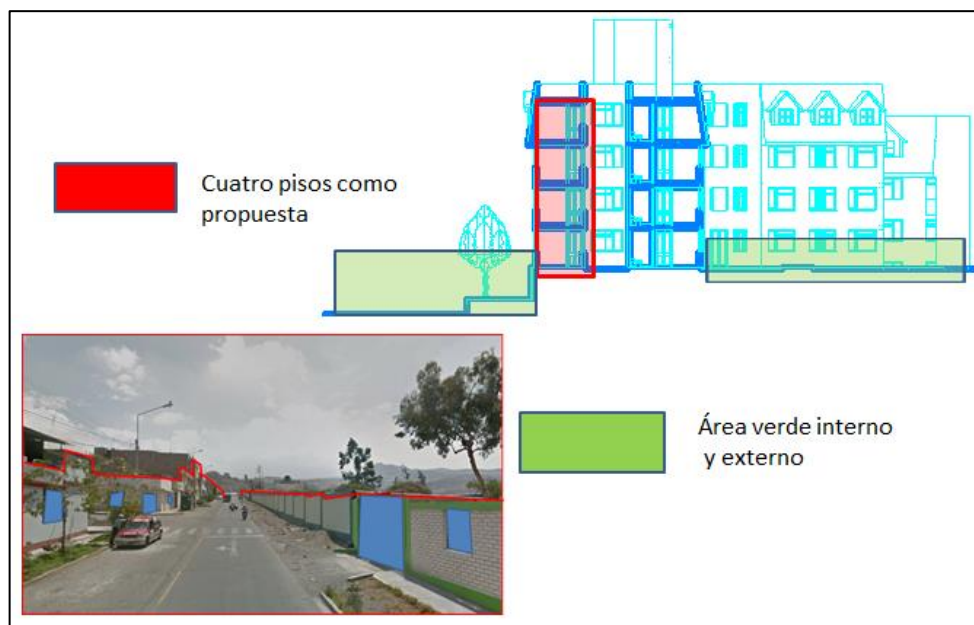 Cuatro pisos como
propuesta
Área verde interno
y externo